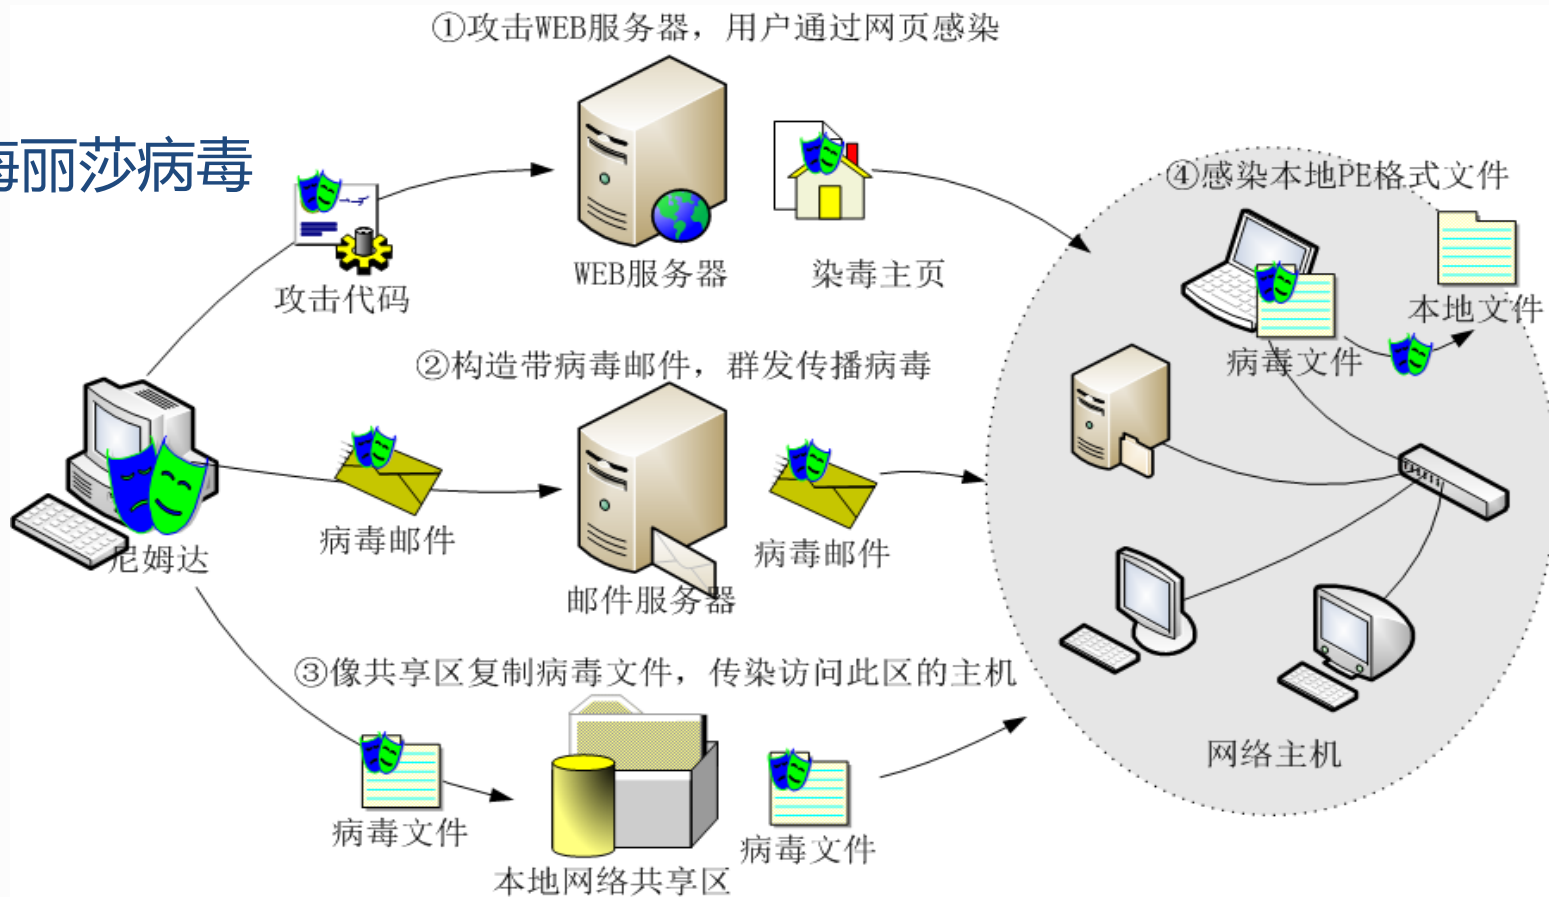 ①攻击WEB服务器，用户通过网页感染
丽莎病毒
④感染本地PE格式文件
WEB服务器
染毒主页
攻击代码
本地文件
病毒文件
②构造带病毒邮件，群发传播病毒
病毒邮件
病毒邮件
尼姆达
邮件服务器
③像共享区复制病毒文件，传染访问此区的主机
网络主机
病毒文件
病毒文件
本地网络共享区